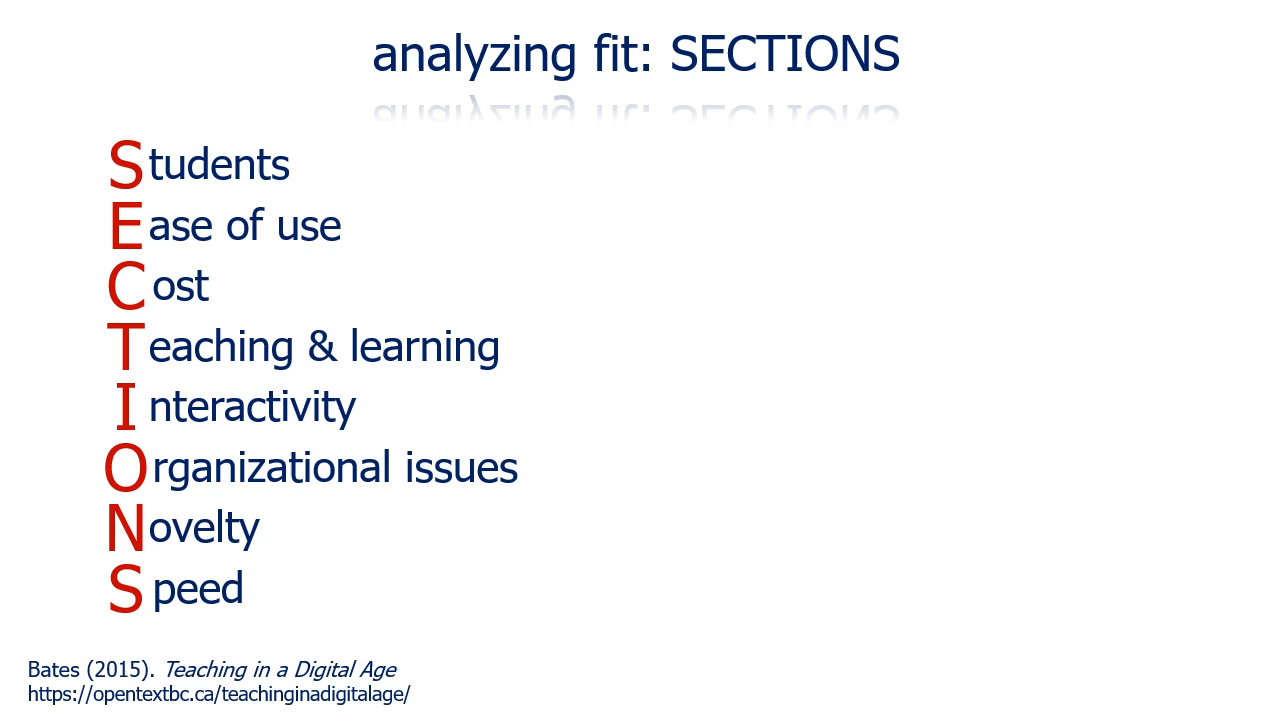 analyzing fit: SECTIONS
Students
Ease of use
Cost
Teaching & learning
Interactivity
Organizational issues
Novelty
Speed
Bates (2015). Teaching in a Digital Age
https://opentextbc.ca/teachinginadigitalage/